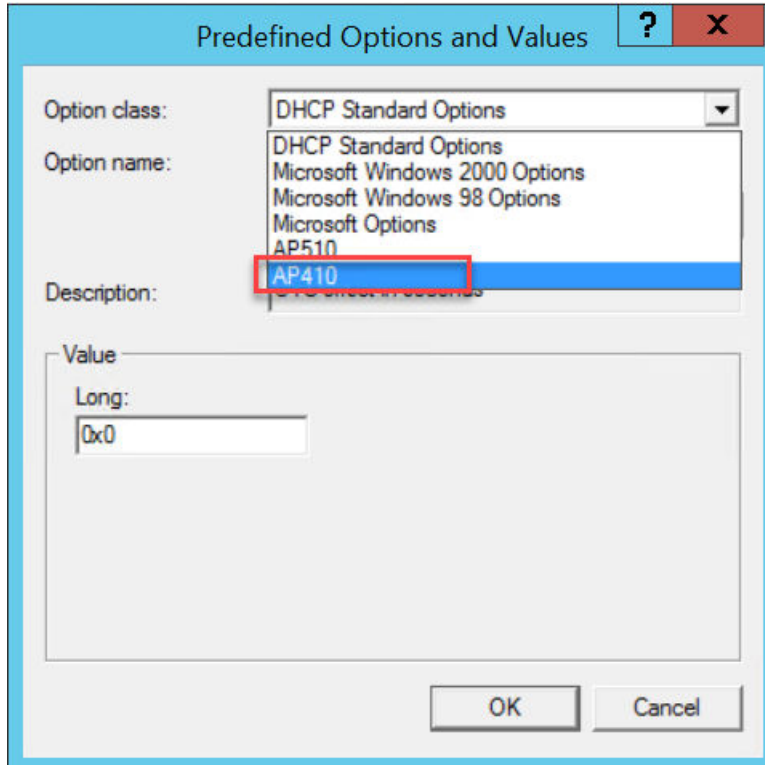 Predefined Options and Values
?
X
Option class:
DHCP Standard Options
DHCP Standard Options
Microsoft Windows 2000 Options
Option name:
Microsoft Windows 98 Options
Microsoft Options
AP510
AP410
Description:
Value
Long:
0x0
OK
Cancel